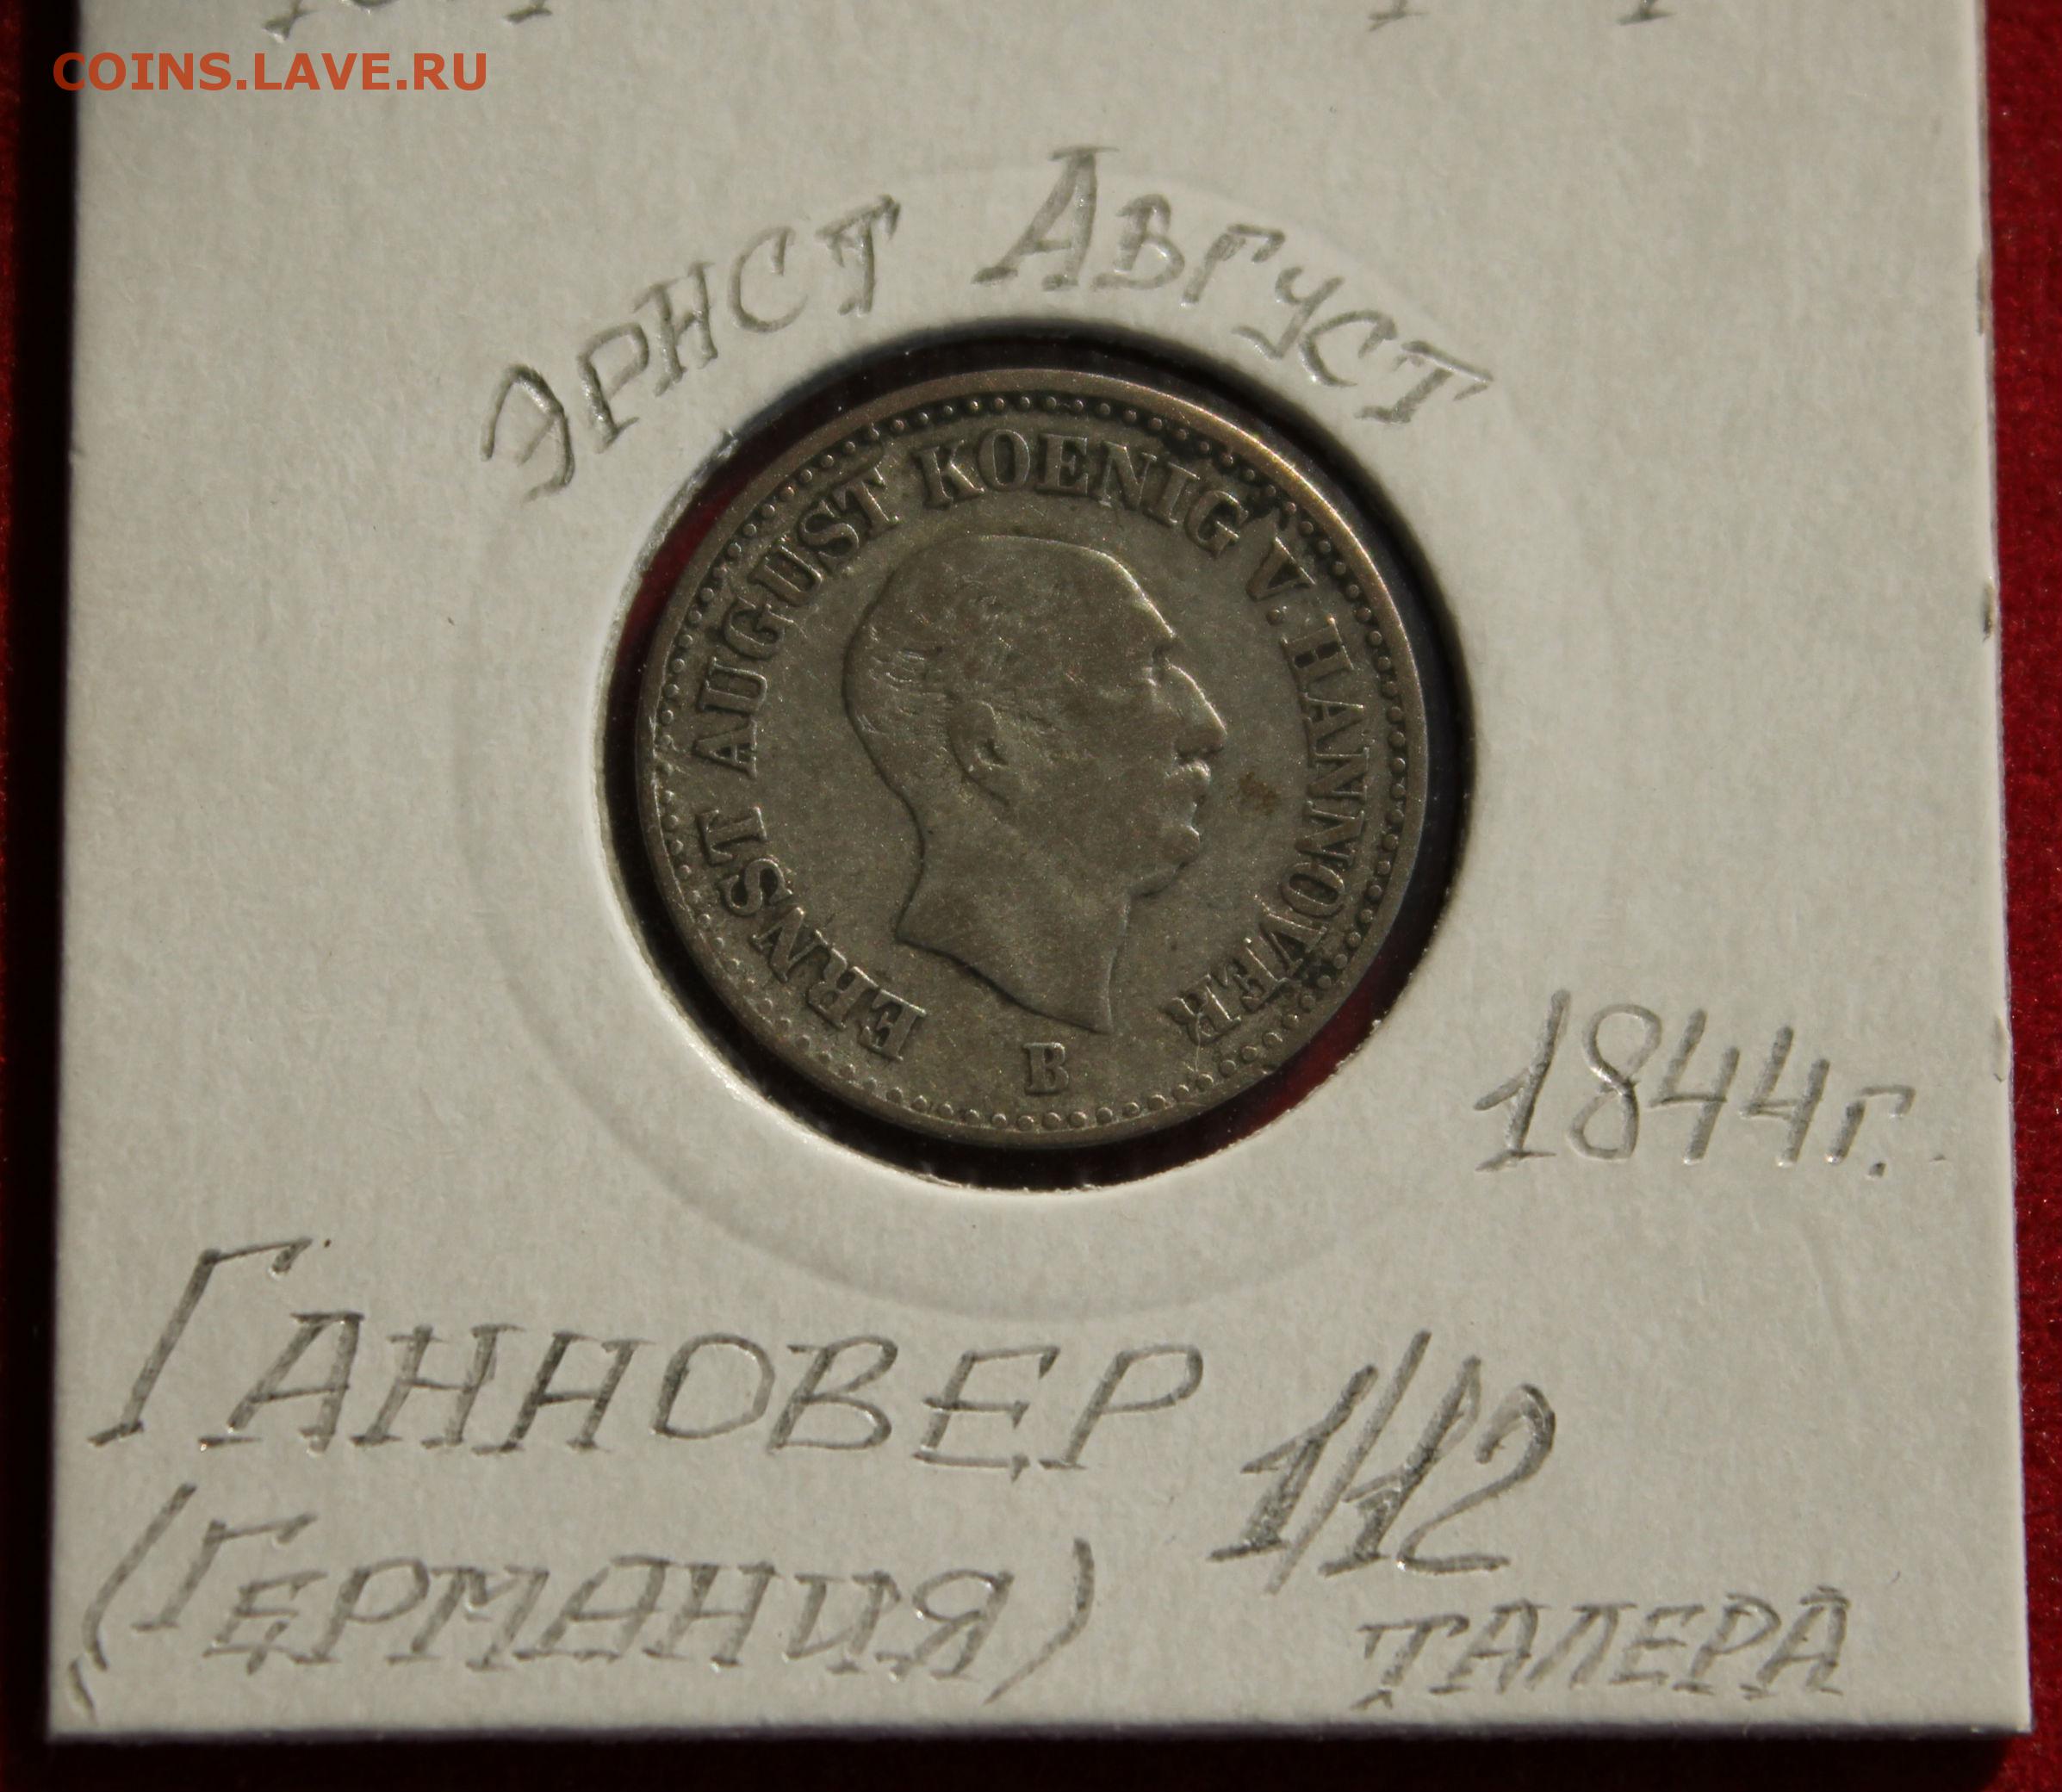 COINS.LAVE.RU
Эрнст Август
ERNST AUGUST KOENIG V. HANNOVER
B
1844г.
Ганновер
1/12
(Германия)
талера